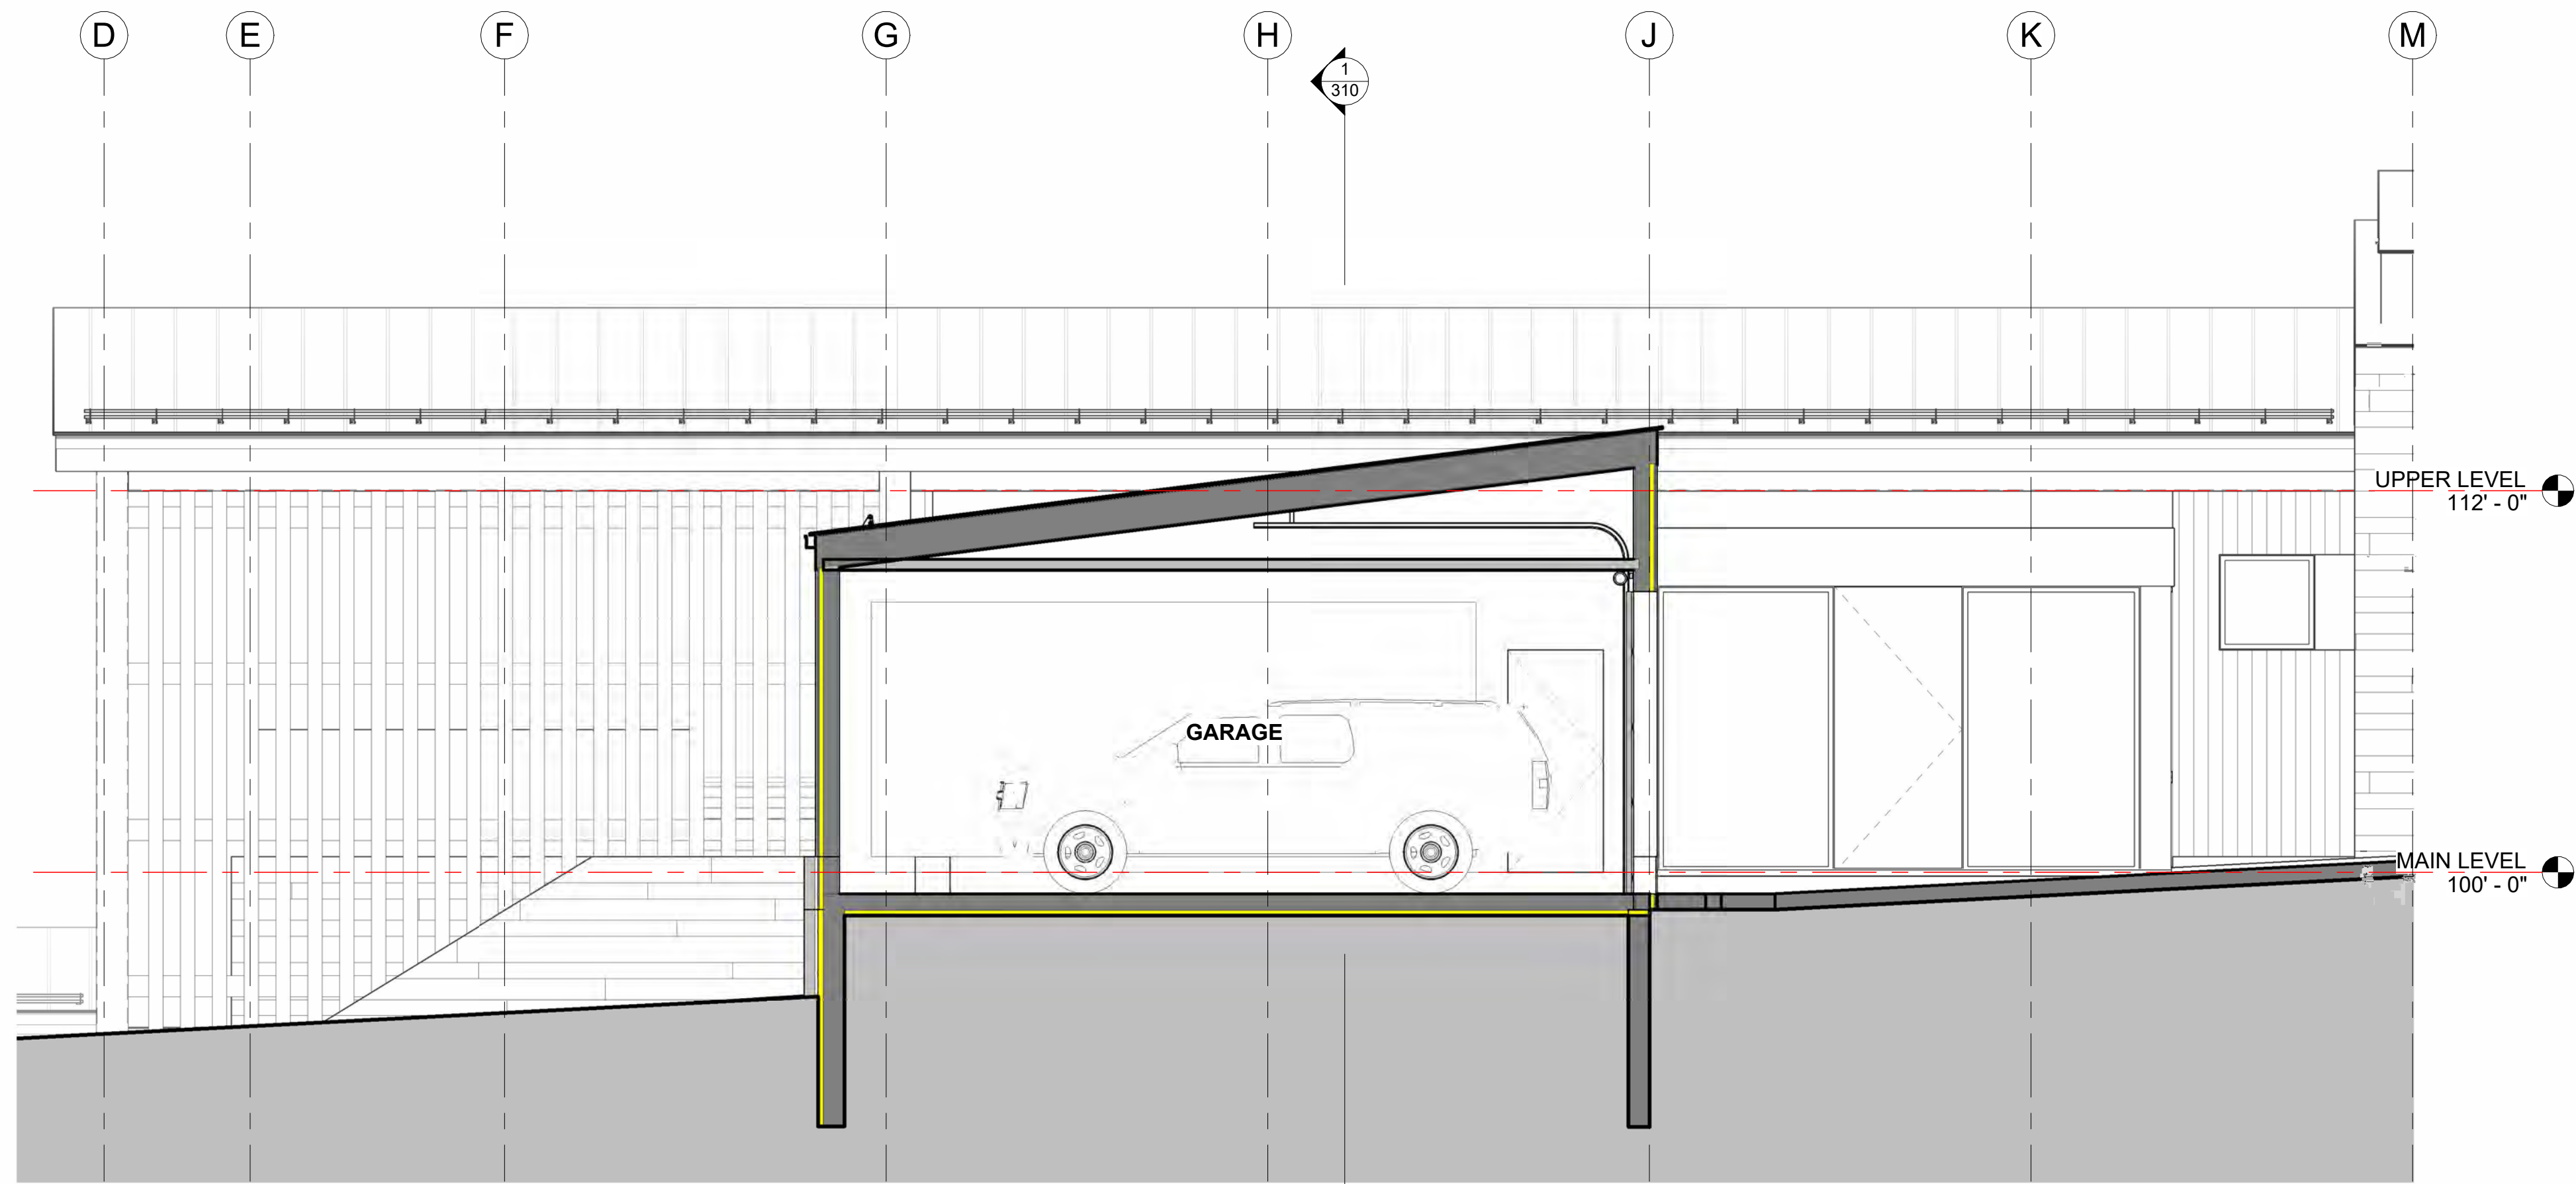 D E F G H J K M
1
310
UPPER LEVEL
112' - 0"
GARAGE
MAIN LEVEL
100' - 0"